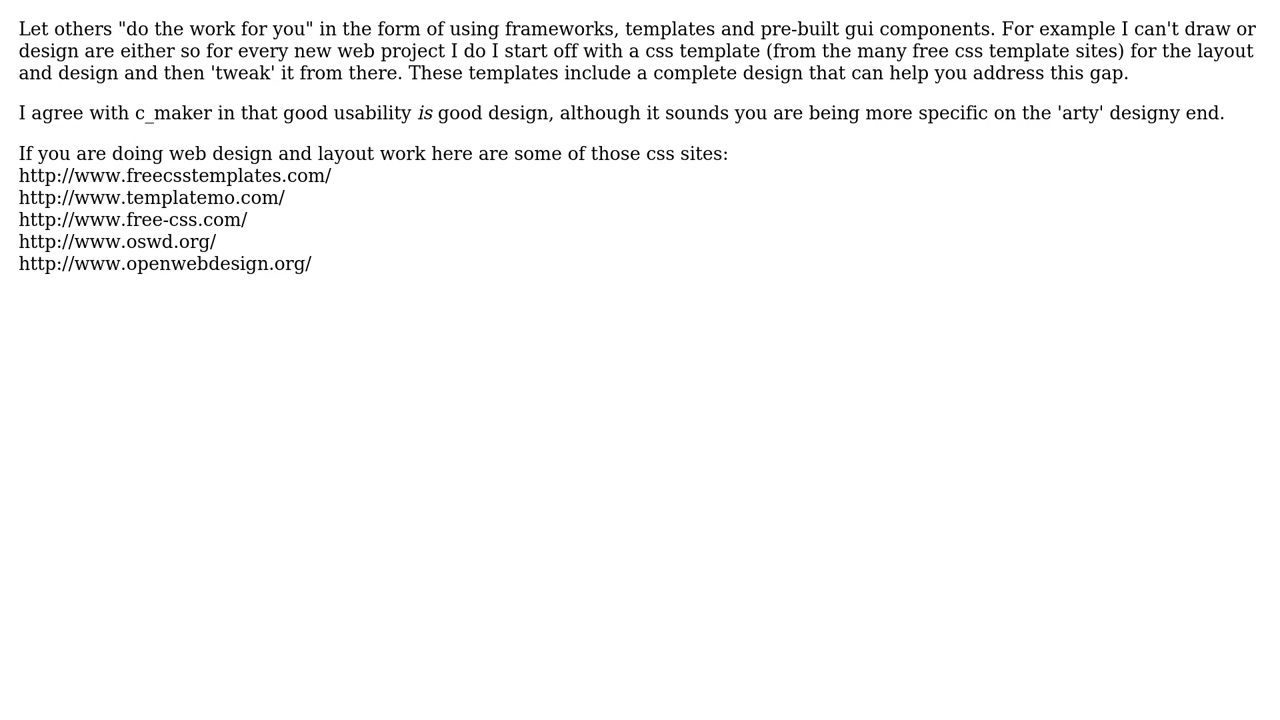 Let others "do the work for you" in the form of using frameworks, templates and pre-built gui components. For example I can't draw or
design are either so for every new web project I do I start off with a css template (from the many free css template sites) for the layout
and design and then 'tweak' it from there. These templates include a complete design that can help you address this gap.
I agree with c_maker in that good usability is good design, although it sounds you are being more specific on the 'arty' designy end.
If you are doing web design and layout work here are some of those css sites:
http://www.freecsstemplates.com/
http://www.templatemo.com/
http://www.free-css.com/
http://www.oswd.org/
http://www.openwebdesign.org/